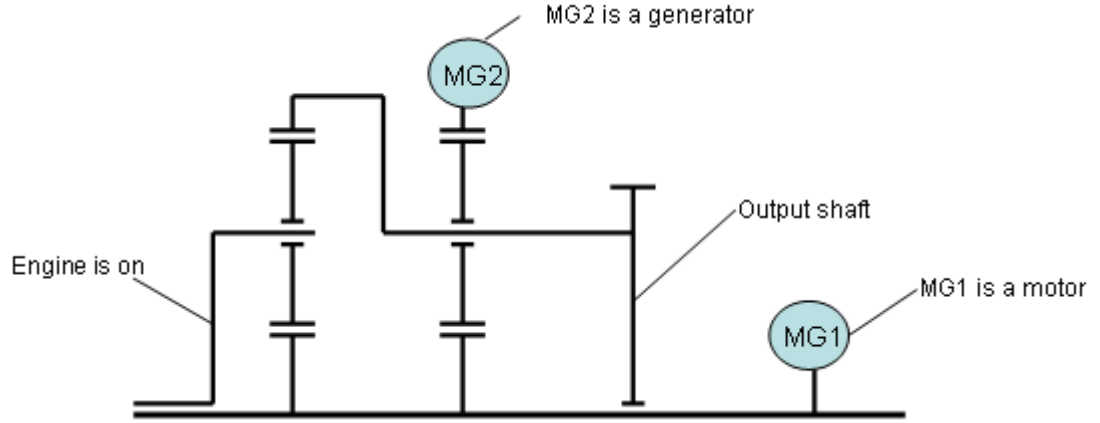 MG2 is a generator
MG2
Output shaft
Engine is on
MG1 is a motor
MG1